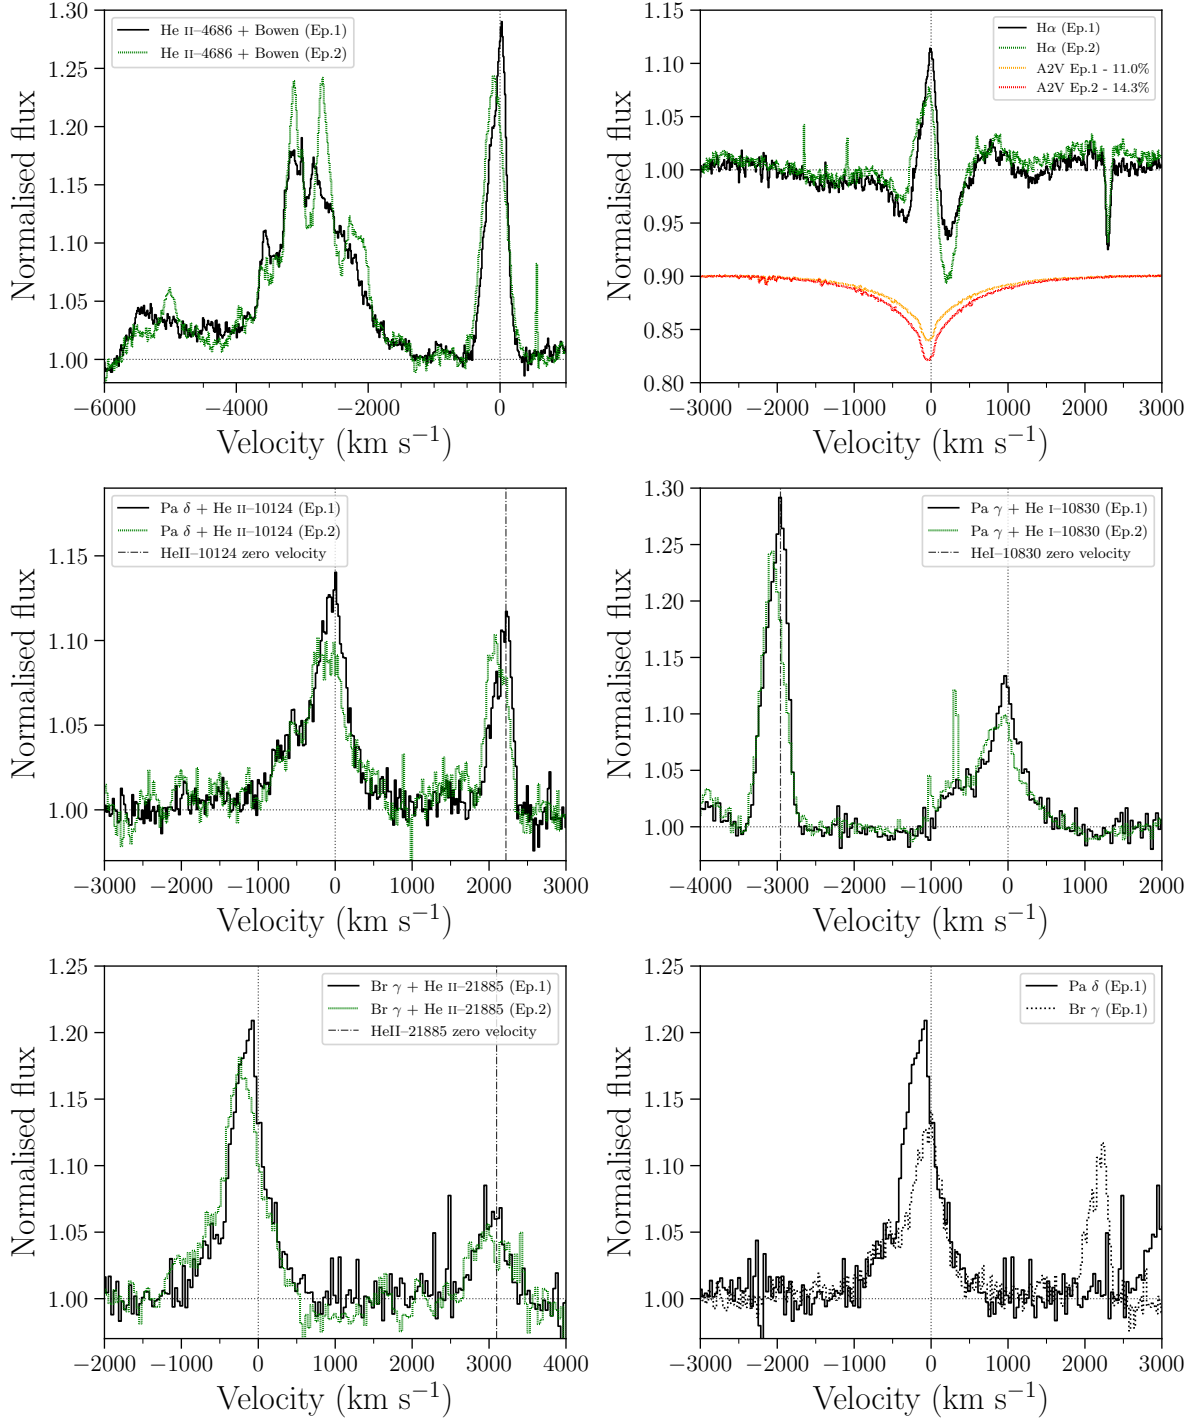 He II–4686 + Bowen (Ep.1)
He II–4686 + Bowen (Ep.2)
1.30
1.25
1.20
1.15
1.10
1.05
1.00
Normalised flux
−6000 −4000 −2000 0
Velocity (km s−1)
Hα (Ep.1)
Hα (Ep.2)
A2V Ep.1 - 11.0%
A2V Ep.2 - 14.3%
1.15
1.10
1.05
1.00
0.95
0.90
0.85
0.80
Normalised flux
−3000 −2000 −1000 0 1000 2000 3000
Velocity (km s−1)
Pa δ + He II–10124 (Ep.1)
Pa δ + He II–10124 (Ep.2)
HeII–10124 zero velocity
1.15
1.10
1.05
1.00
Normalised flux
−3000 −2000 −1000 0 1000 2000 3000
Velocity (km s−1)
Pa γ + He I–10830 (Ep.1)
Pa γ + He I–10830 (Ep.2)
HeI–10830 zero velocity
1.30
1.25
1.20
1.15
1.10
1.05
1.00
Normalised flux
−4000 −3000 −2000 −1000 0 1000 2000
Velocity (km s−1)
Br γ + He II–21885 (Ep.1)
Br γ + He II–21885 (Ep.2)
HeII–21885 zero velocity
1.25
1.20
1.15
1.10
1.05
1.00
Normalised flux
−2000 −1000 0 1000 2000 3000 4000
Velocity (km s−1)
Pa δ (Ep.1)
Br γ (Ep.1)
1.25
1.20
1.15
1.10
1.05
1.00
Normalised flux
−3000 −2000 −1000 0 1000 2000 3000
Velocity (km s−1)